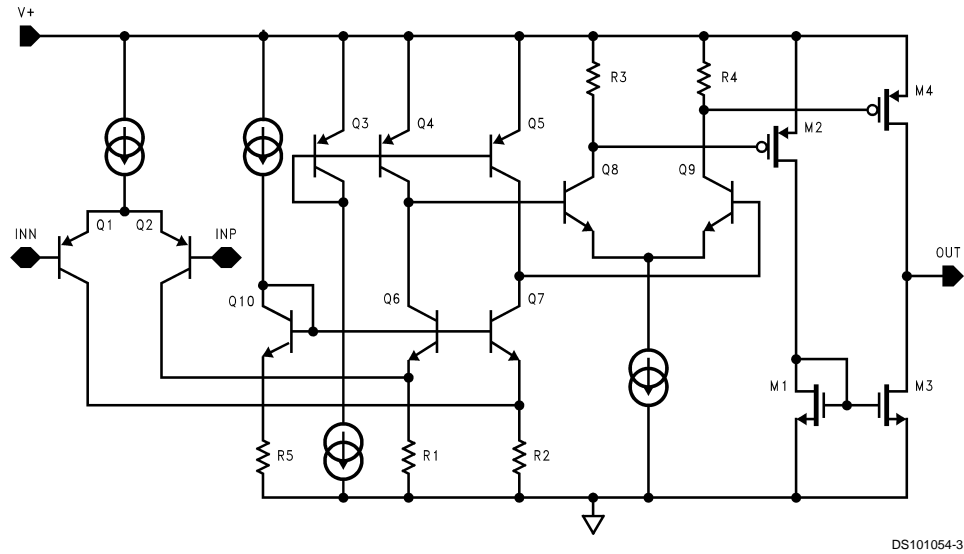 V+
Q3
Q4
Q5
R3
R4
M4
M2
Q8
Q9
INN
Q1
Q2
INP
OUT
Q10
Q6
Q7
M1
M3
R5
R1
R2
DS101054-3